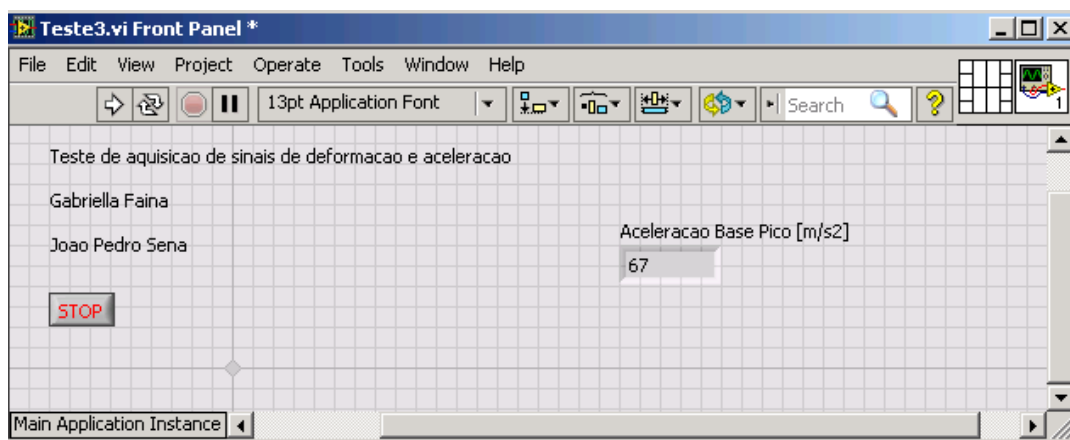 Teste3.vi Front Panel *
File Edit View Project Operate Tools Window Help
13pt Application Font
Search
?
1
Teste de aquisicao de sinais de deformacao e aceleracao
Gabriella Faina
Joao Pedro Sena
Aceleracao Base Pico [m/s2]
67
STOP
Main Application Instance